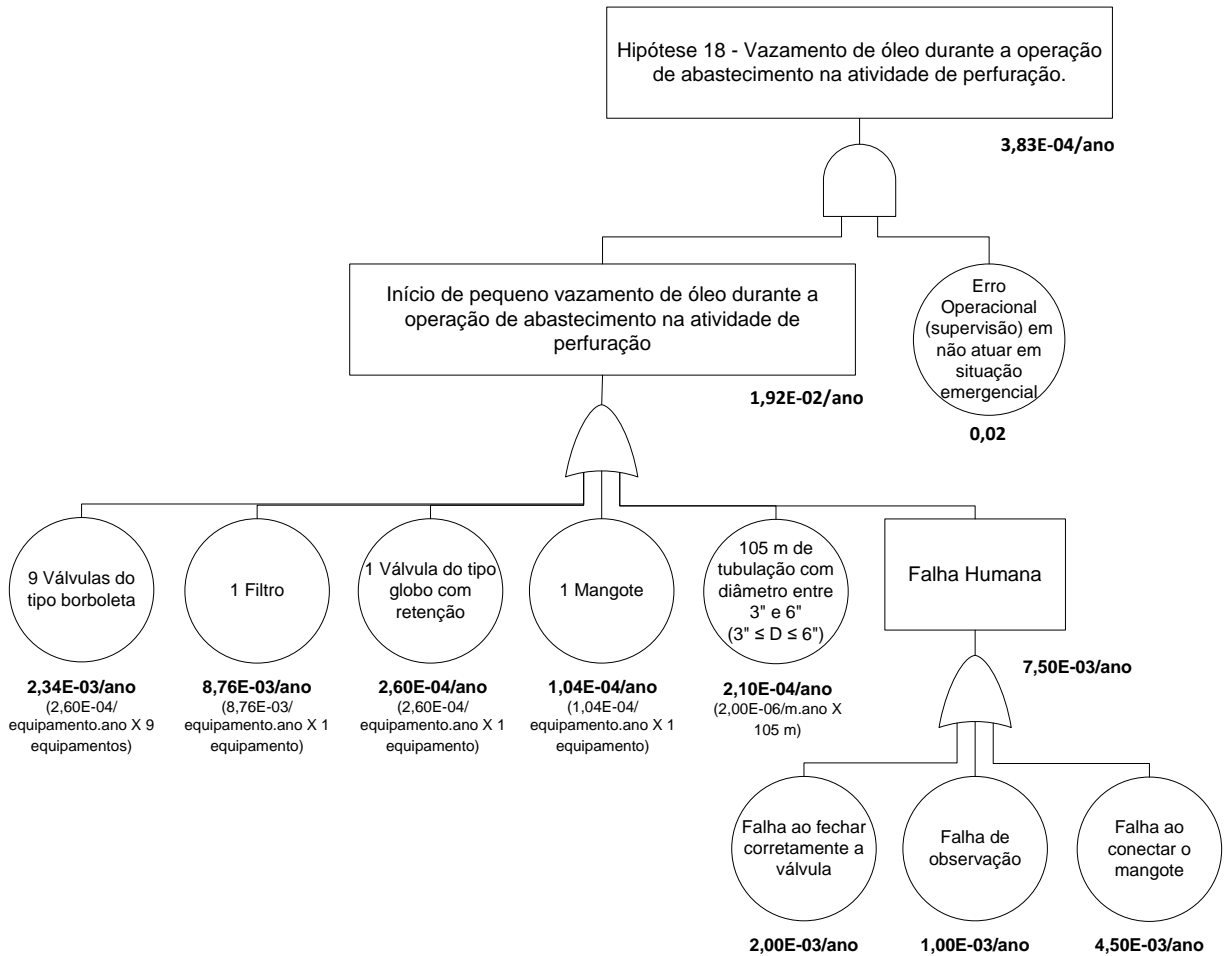 Hipótese 18 - Vazamento de óleo durante a operação
de abastecimento na atividade de perfuração.
3,83E-04/ano
Início de pequeno vazamento de óleo durante a
operação de abastecimento na atividade de
perfuração
1,92E-02/ano
Erro
Operacional
(supervisão) em
não atuar em
situação
emergencial
0,02
9 Válvulas do
tipo borboleta
2,34E-03/ano
(2,60E-04/
equipamento.ano X 9
equipamentos)
1 Filtro
8,76E-03/ano
(8,76E-03/
equipamento.ano X 1
equipamento)
1 Válvula do tipo
globo com
retenção
2,60E-04/ano
(2,60E-04/
equipamento.ano X 1
equipamento)
1 Mangote
1,04E-04/ano
(1,04E-04/
equipamento.ano X 1
equipamento)
105 m de
tubulação com
diâmetro entre
3" e 6"
(3" ≤ D ≤ 6")
2,10E-04/ano
(2,00E-06/m.ano X
105 m)
Falha Humana
7,50E-03/ano
Falha ao fechar
corretamente a
válvula
2,00E-03/ano
Falha de
observação
1,00E-03/ano
Falha ao
conectar o
mangote
4,50E-03/ano